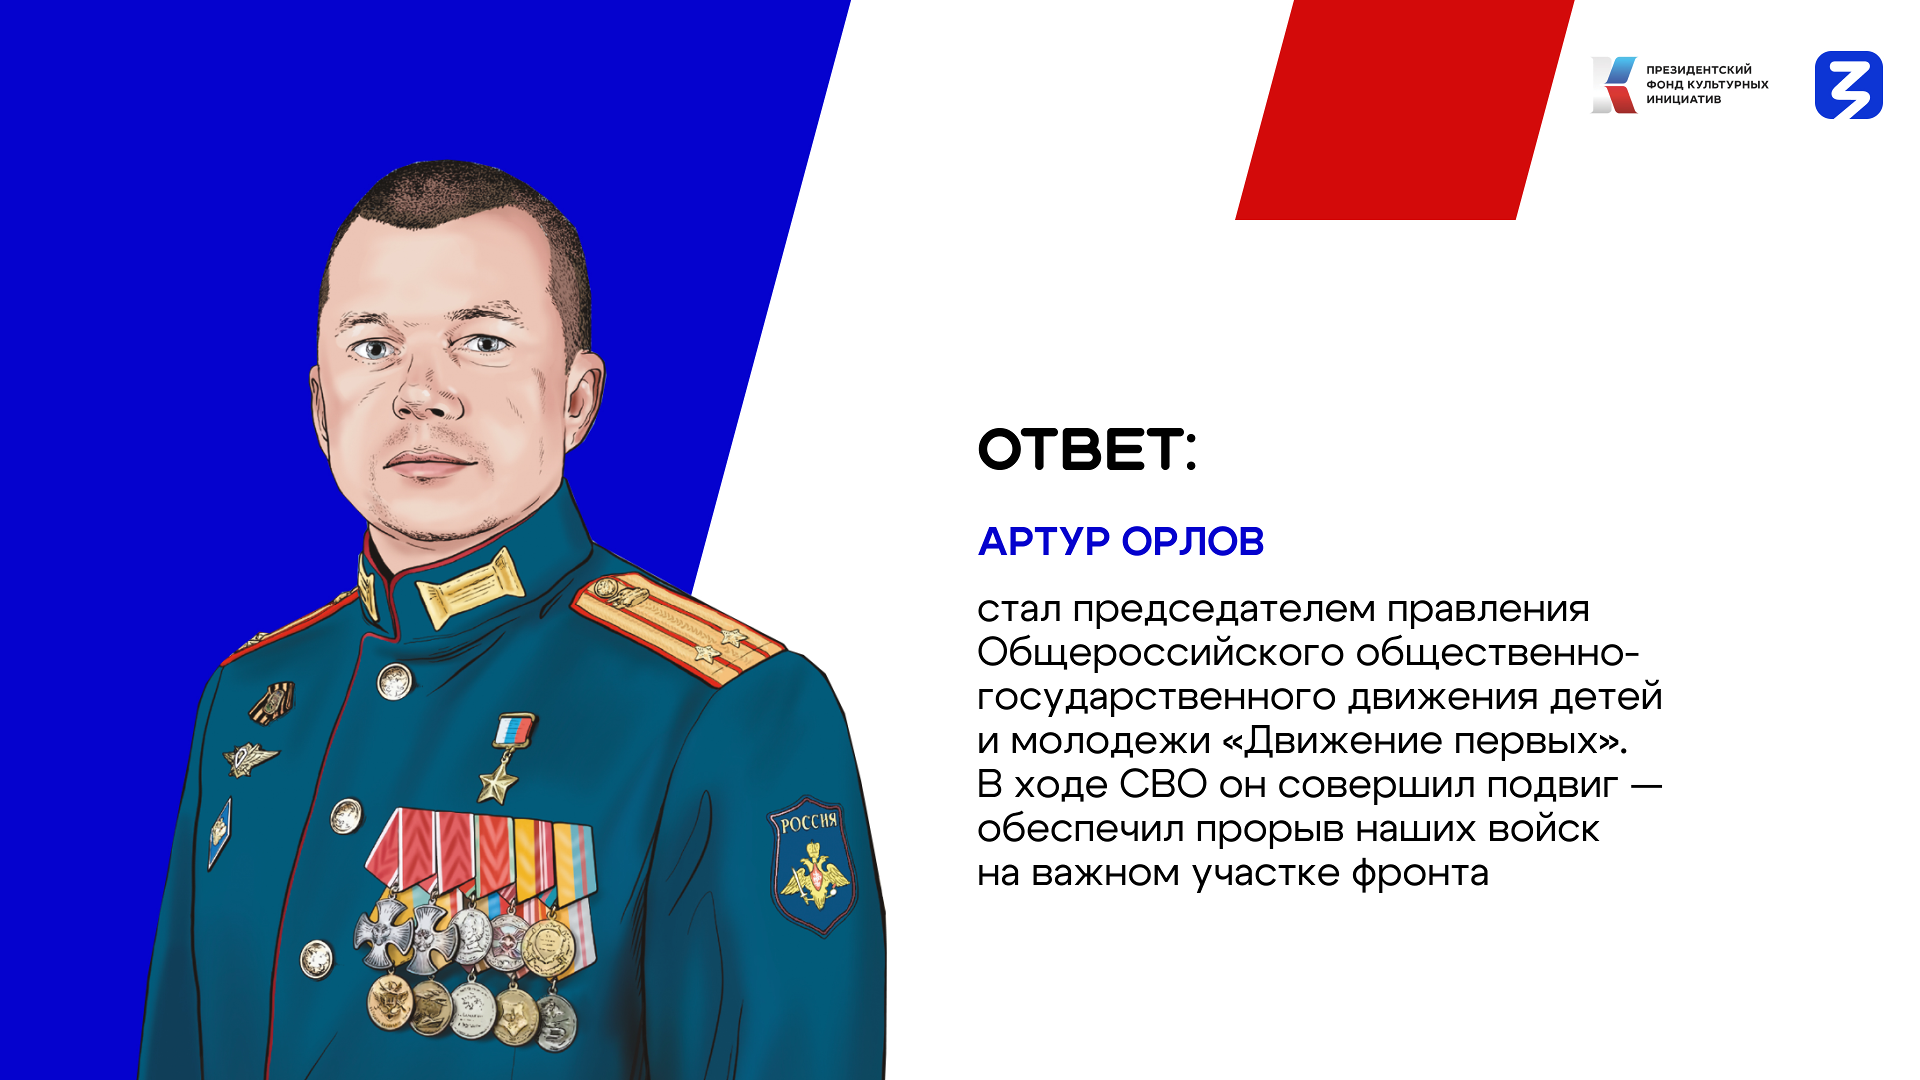 ПРЕЗИДЕНТСКИЙ
ФОНД КУЛЬТУРНЫХ
ИНИЦИАТИВ
ОТВЕТ:
АРТУР ОРЛОВ
стал председателем правления
Общероссийского общественно-
государственного движения детей
и молодежи «Движение первых».
В ходе СВО он совершил подвиг —
обеспечил прорыв наших войск
на важном участке фронта
РОССИЯ